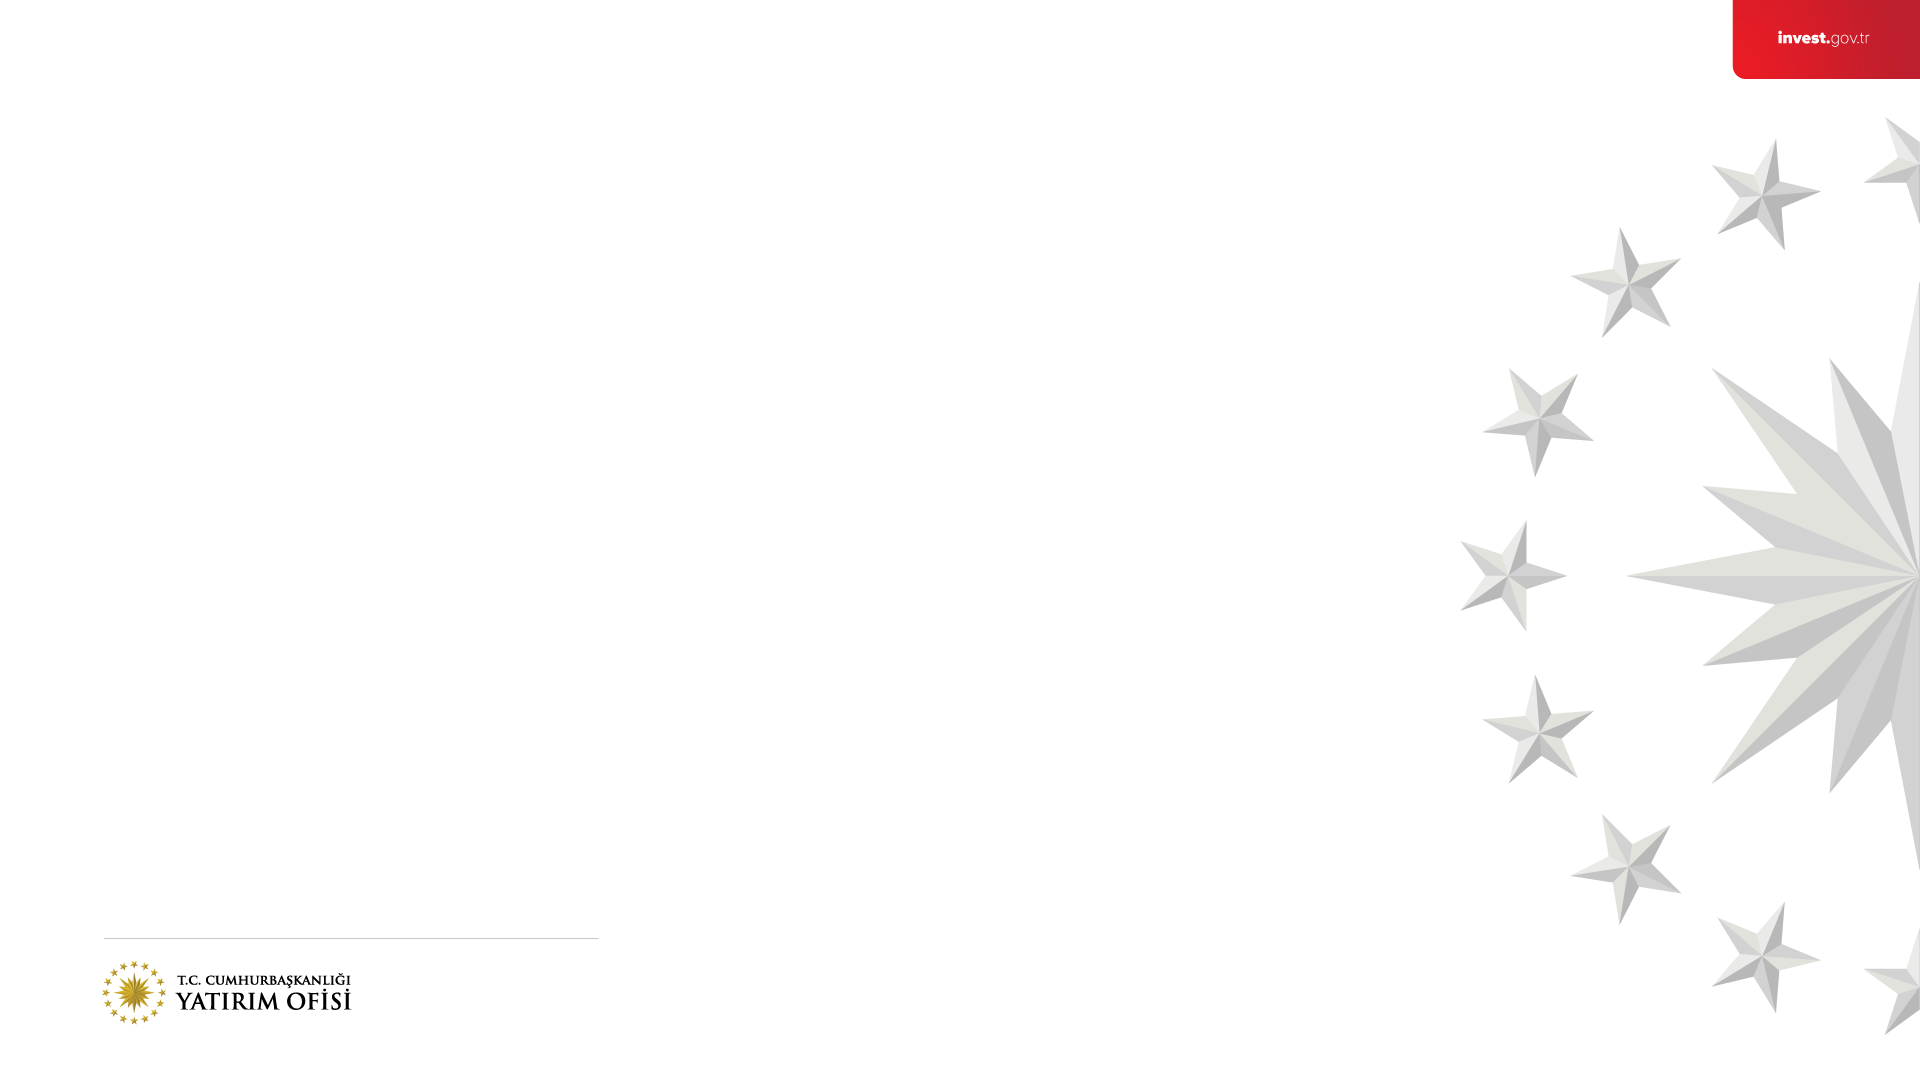 invest.gov.tr
T.C. CUMHURBAŞKANLIĞI
YATIRIM OFİSİ